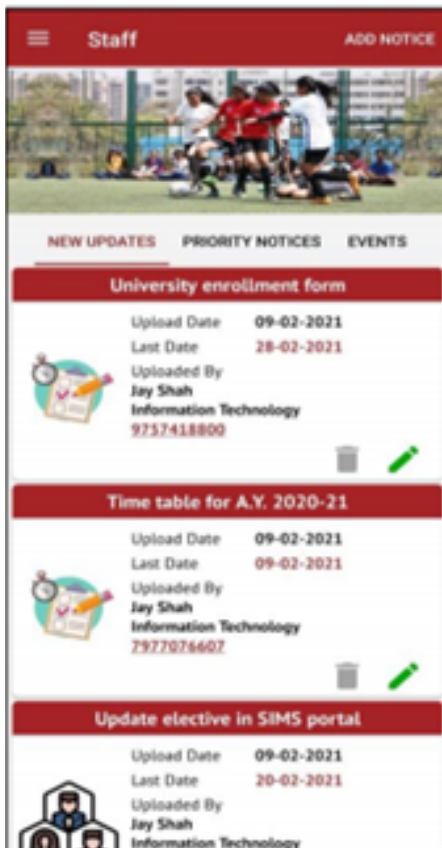 Staff
ADD NOTICE
NEW UPDATES PRIORITY NOTICES EVENTS
University enrollment form
Upload Date 09-02-2021
Last Date 28-02-2021
Uploaded By
Jay Shah
Information Technology
9757418800
Time table for A.Y. 2020-21
Upload Date 09-02-2021
Last Date 09-02-2021
Uploaded By
Jay Shah
Information Technology
7977076607
Update elective in SIMS portal
Upload Date 09-02-2021
Last Date 20-02-2021
Uploaded By
Jay Shah
Information Technology